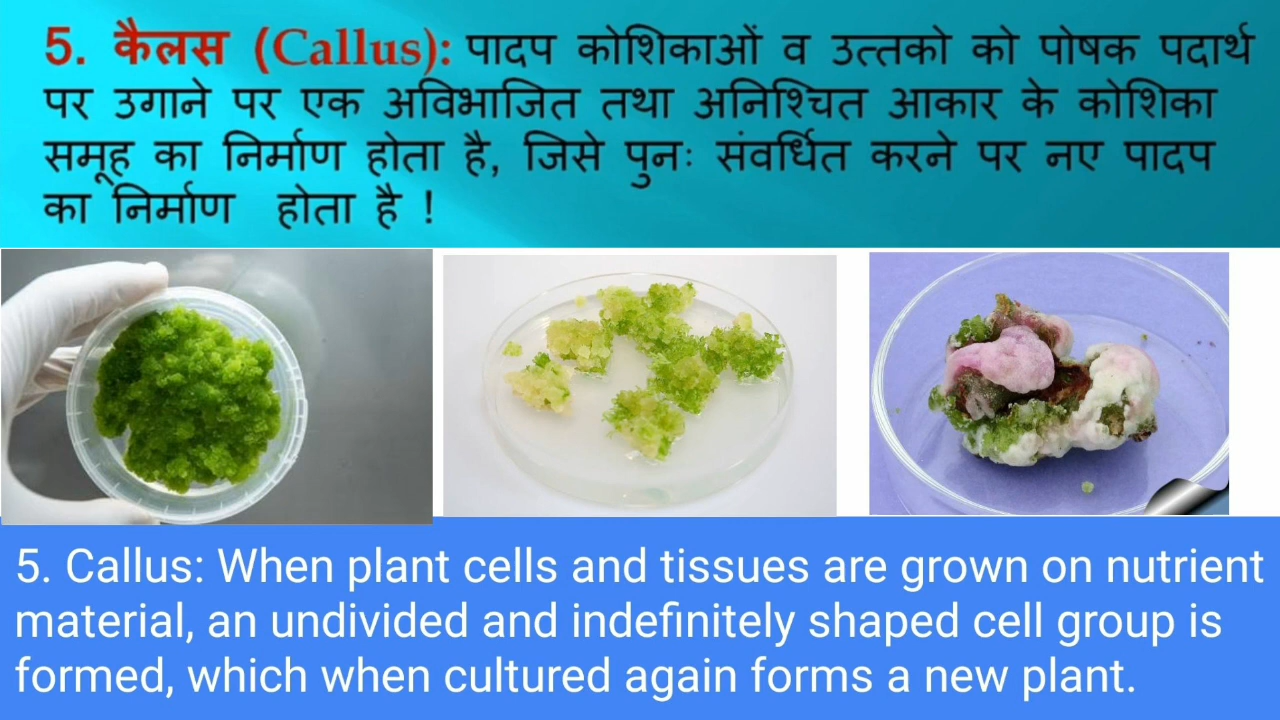 5. कैलस (Callus): पादप कोशिकाओं व उत्तको को पोषक पदार्थ
पर उगाने पर एक अविभाजित तथा अनिश्चित आकार के कोशिका
समूह का निर्माण होता है, जिसे पुनः संवर्धित करने पर नए पादप
का निर्माण होता है !
5. Callus: When plant cells and tissues are grown on nutrient
material, an undivided and indefinitely shaped cell group is
formed, which when cultured again forms a new plant.